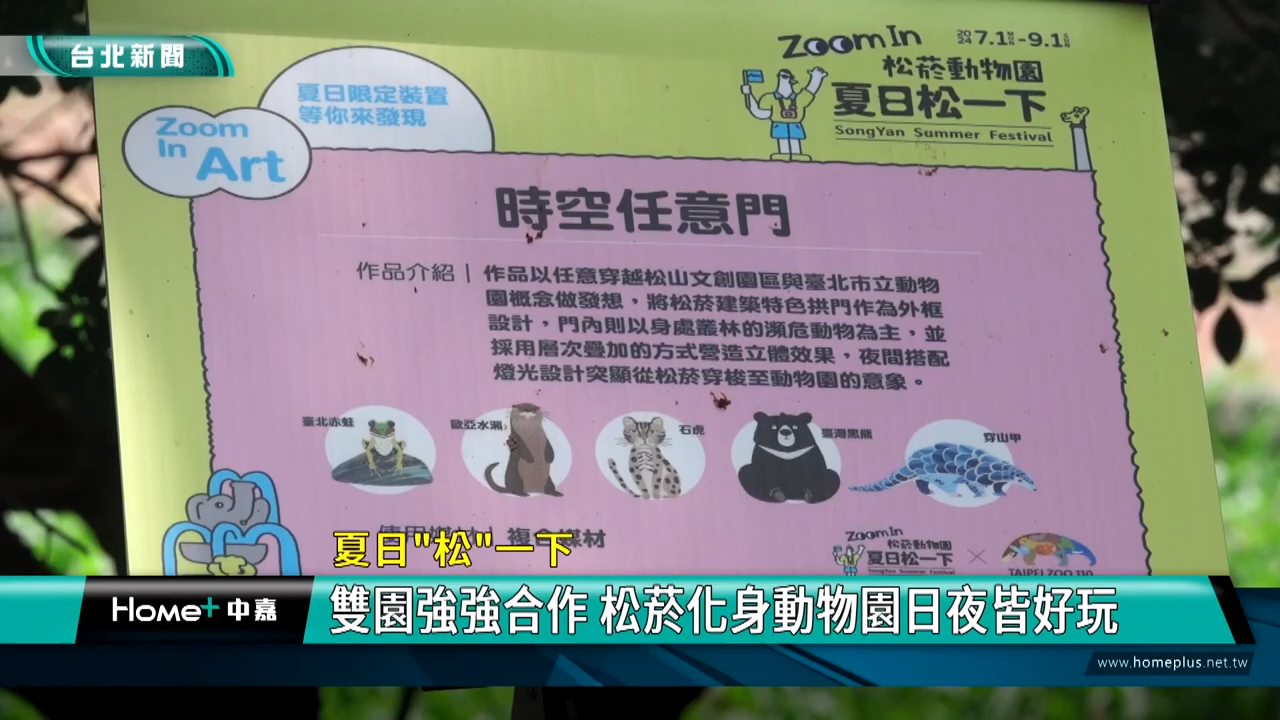 台北新聞
Zoom In
2024 7.1 -9.1
松菸動物園
夏日松一下
SongYan Summer Festival
夏日限定裝置
等你來發現
Zoom
In Art
時空任意門
作品介紹｜作品以任意穿越松山文創園區與臺北市立動物
園概念做發想，將松菸建築特色拱門作為外框
設計，門內則以身處叢林的瀕危動物為主，並
採用層次疊加的方式營造立體效果，夜間搭配
燈光設計突顯從松菸穿梭至動物園的意象。
臺北赤蛙
歐亞水獺
石虎
臺灣黑熊
穿山甲
複合媒材
Zoom In
松菸動物園
夏日松一下
SongYan Summer Festival
TAIPEI ZOO 110
夏日"松"一下
Home+中嘉
雙園強強合作 松菸化身動物園日夜皆好玩
www.homeplus.net.tw